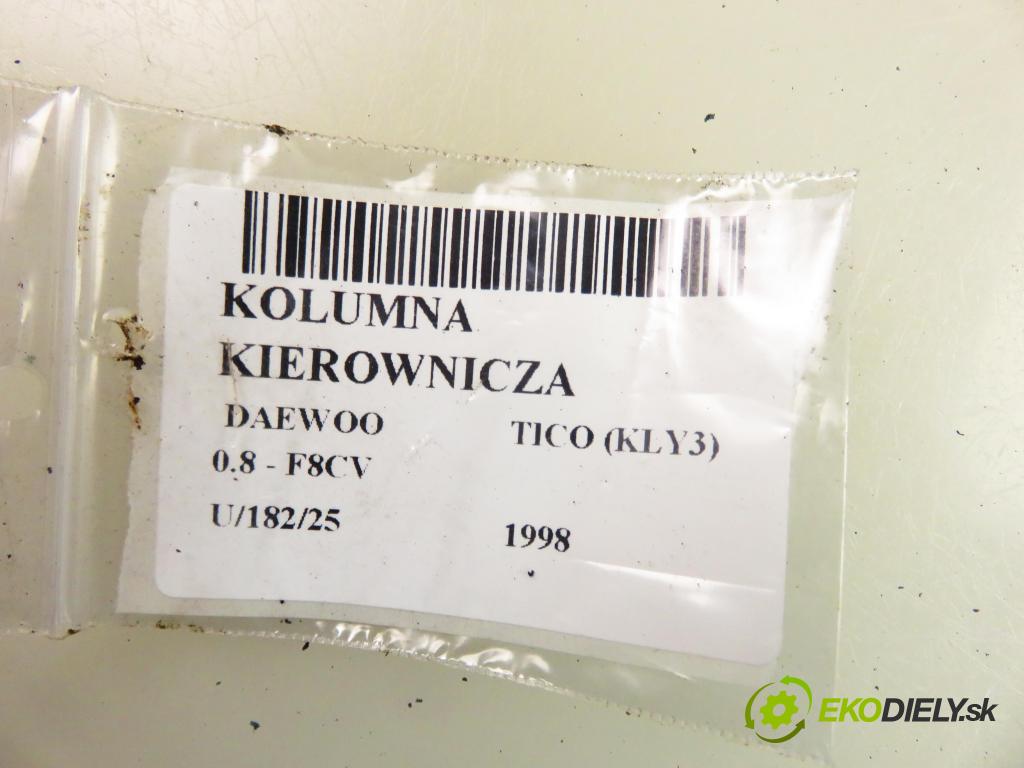 KOLUMNA
KIEROWNICZA
DAEWOO TICO (KLY3)
0.8 - F8CV
U/182/25 1998
EKODIELY.sk